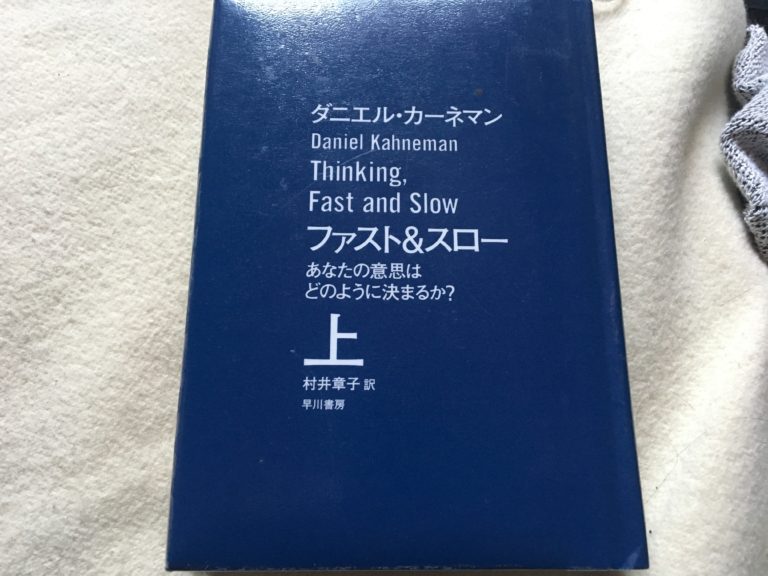 ダニエル・カーネマン
Daniel Kahneman
Thinking,
Fast and Slow
ファスト&スロー
あなたの意思は
どのように決まるか?
上
村井章子 訳
早川書房